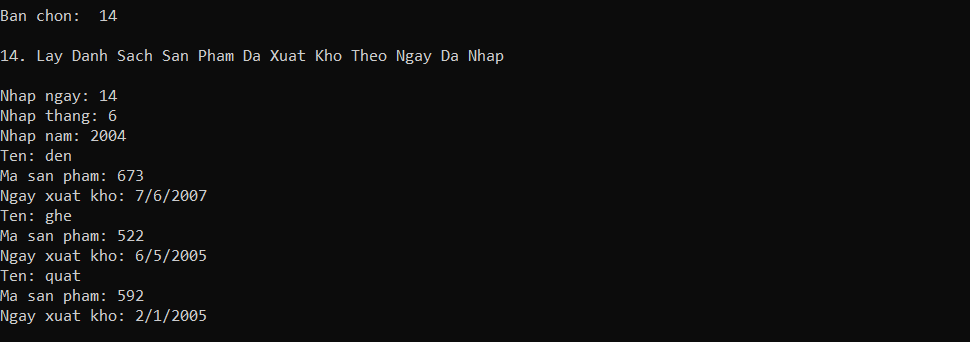 Ban chon:  14
14. Lay Danh Sach San Pham Da Xuat Kho Theo Ngay Da Nhap
Nhap ngay: 14
Nhap thang: 6
Nhap nam: 2004
Ten: den
Ma san pham: 673
Ngay xuat kho: 7/6/2007
Ten: ghe
Ma san pham: 522
Ngay xuat kho: 6/5/2005
Ten: quat
Ma san pham: 592
Ngay xuat kho: 2/1/2005